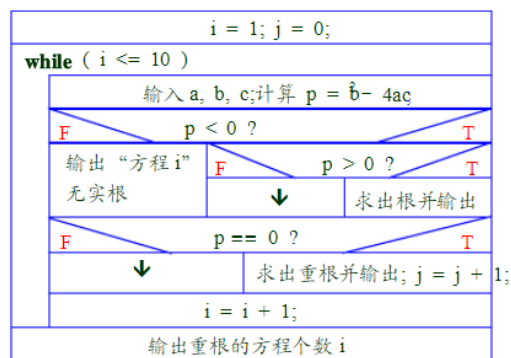 i = 1; j = 0;
while ( i <= 10 )
输入 a, b, c;计算 p = b²- 4ac;
F p < 0 ? T
输出 “方程 i” 无实根
F p > 0 ? T
↓ 求出根并输出
F p == 0 ? T
↓ 求出重根并输出; j = j + 1;
i = i + 1;
输出重根的方程个数 i